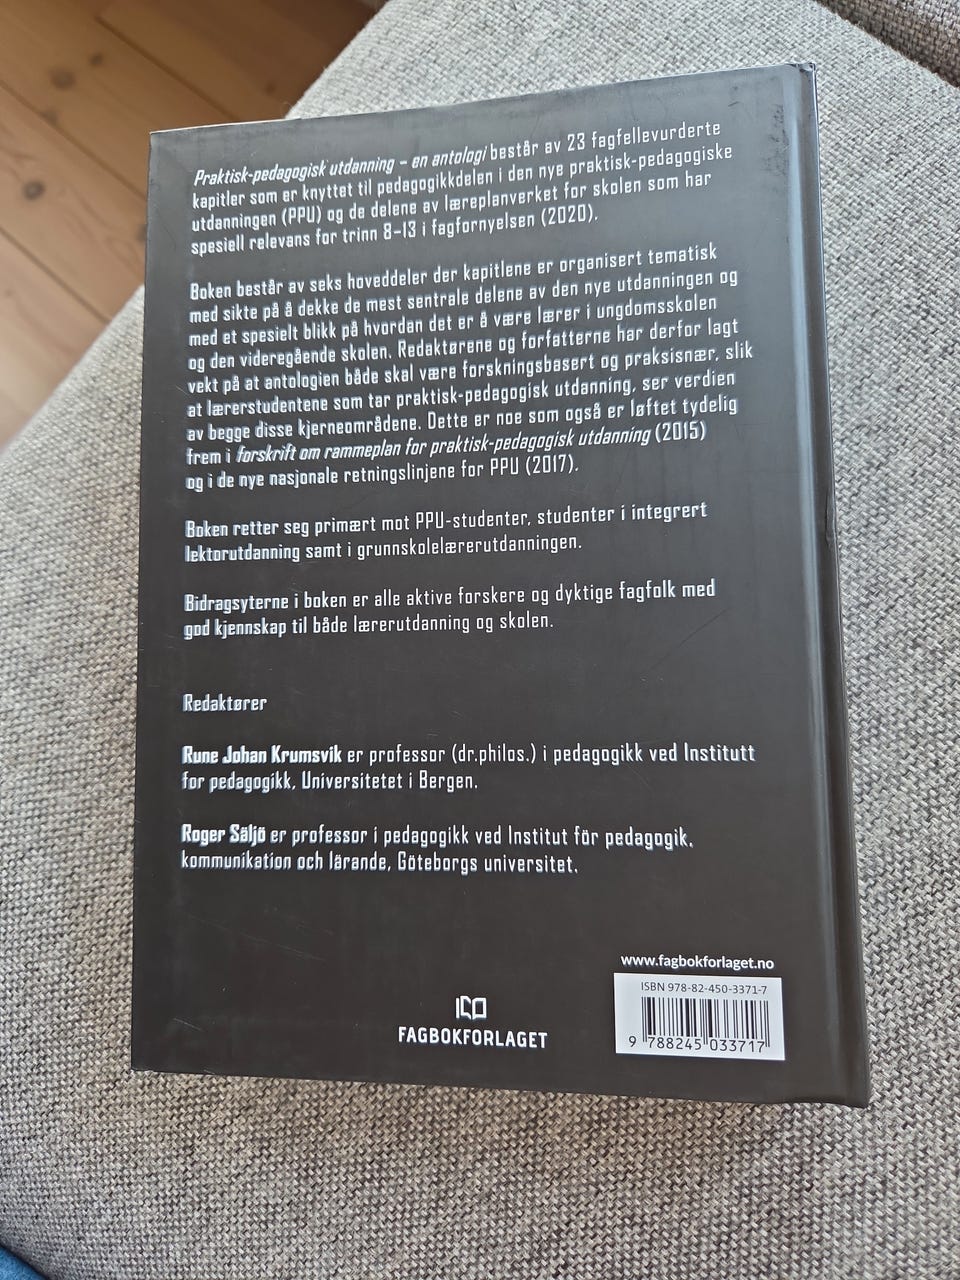 Praktisk-pedagogisk utdanning – en antologi består av 23 fagfellevurderte
kapitler som er knyttet til pedagogikkdelen i den nye praktisk-pedagogiske
utdanningen (PPU) og de delene av læreplanverket for skolen som har
spesiell relevans for trinn 8–13 i fagfornyelsen (2020).
Boken består av seks hoveddeler der kapitlene er organisert tematisk
med sikte på å dekke de mest sentrale delene av den nye utdanningen og
med et spesielt blikk på hvordan det er å være lærer i ungdomsskolen
og den videregående skolen. Redaktørene og forfatterne har derfor lagt
vekt på at antologien både skal være forskningsbasert og praksisnær, slik
at lærerstudentene som tar praktisk-pedagogisk utdanning, ser verdien
av begge disse kjerneområdene. Dette er noe som også er løftet tydelig
frem i forskrift om rammeplan for praktisk-pedagogisk utdanning (2015)
og i de nye nasjonale retningslinjene for PPU (2017).
Boken retter seg primært mot PPU-studenter, studenter i integrert
lektorutdanning samt i grunnskolelærerutdanningen.
Bidragsyterne i boken er alle aktive forskere og dyktige fagfolk med
god kjennskap til både lærerutdanning og skolen.
Redaktører
Rune Johan Krumsvik er professor (dr.philos.) i pedagogikk ved Institutt
for pedagogikk, Universitetet i Bergen.
Roger Säljö er professor i pedagogikk ved Institut för pedagogik,
kommunikation och lärande, Göteborgs universitet.
www.fagbokforlaget.no
ISBN 978-82-450-3371-7
9 788245 033717
FAGBOKFORLAGET